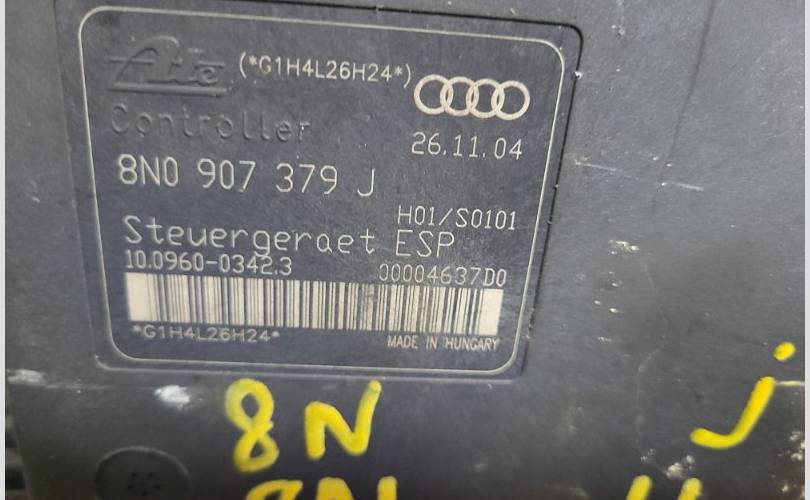 Ate (*G1H4L26H24*)
Controller
26.11.04
8N0 907 379 J
H01/S0101
Steuergeraet ESP
10.0960-0342.3 00004637D0
*G1H4L26H24* MADE IN HUNGARY
8N j
8N